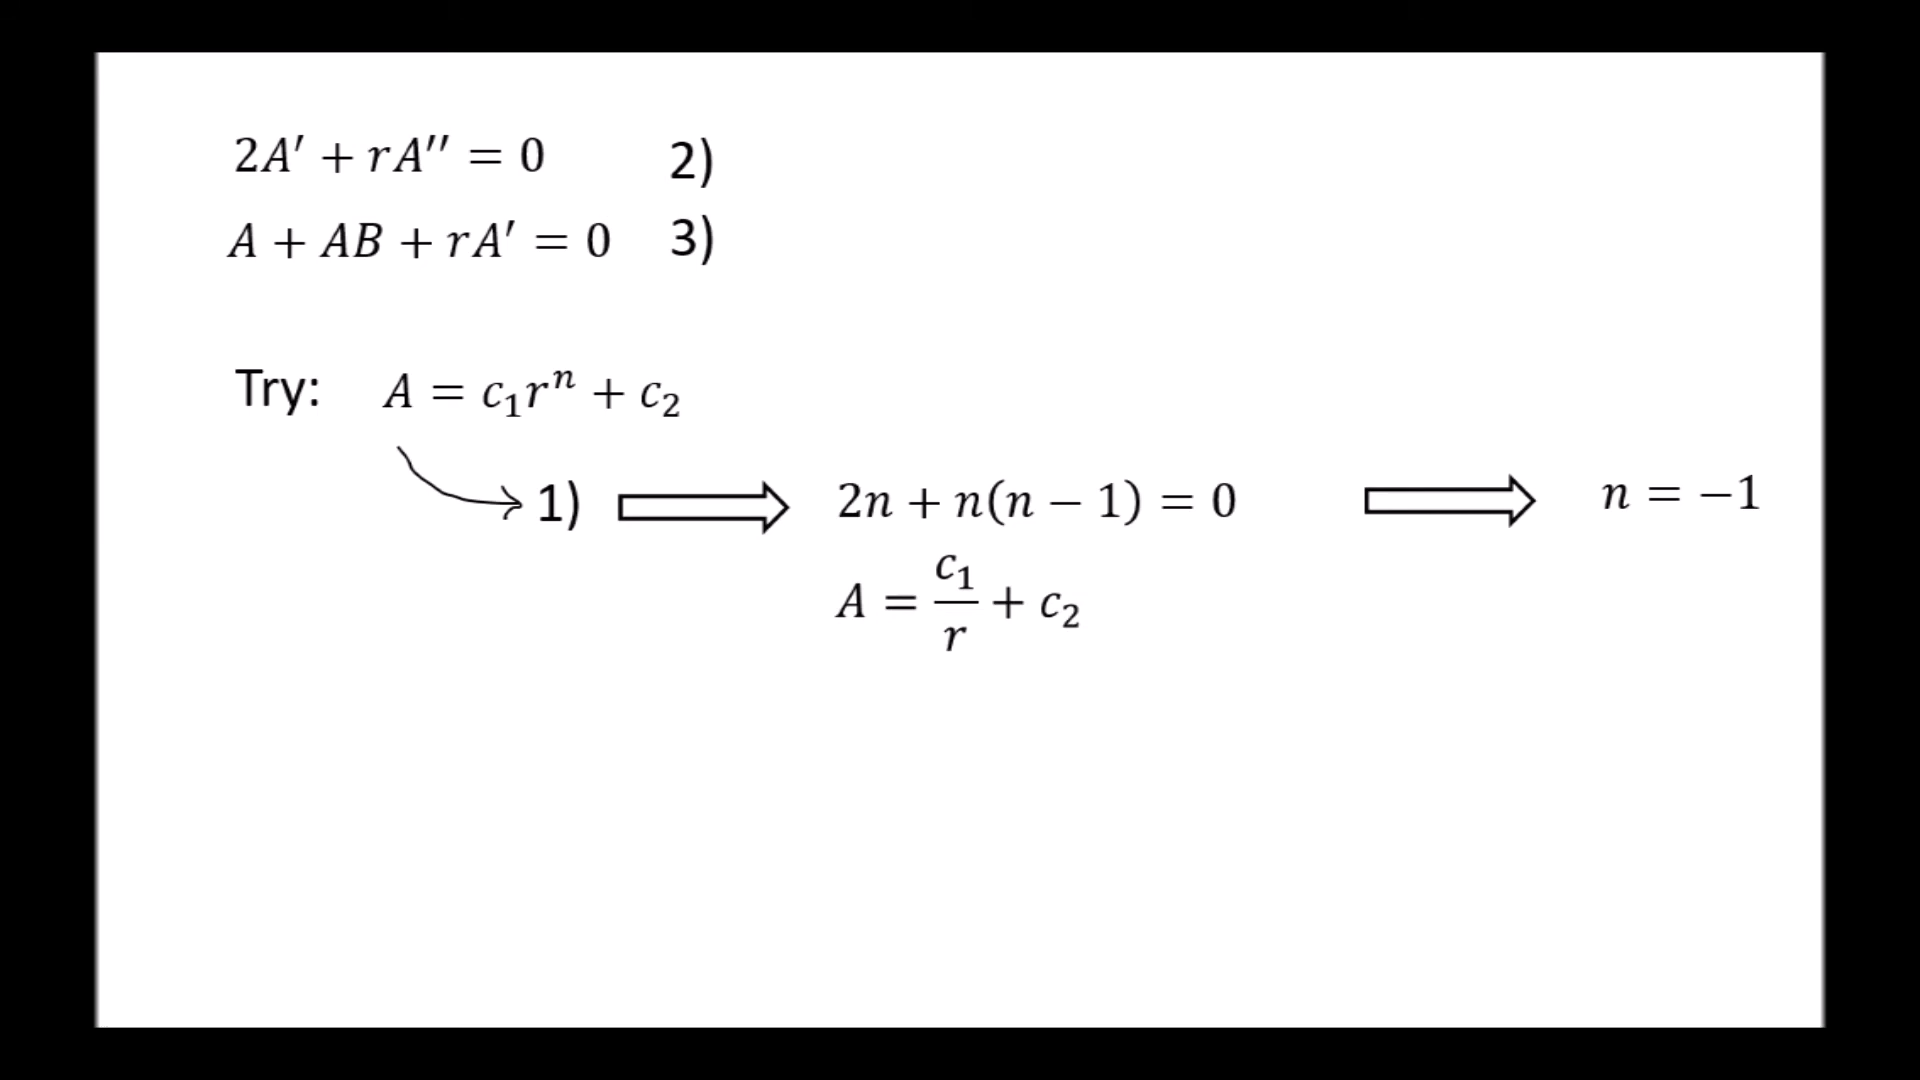 2A′ + rA″ = 0 2)
A + AB + rA′ = 0 3)
Try: A = c₁rⁿ + c₂
1) 2n + n(n − 1) = 0 n = −1
A = c₁/r + c₂